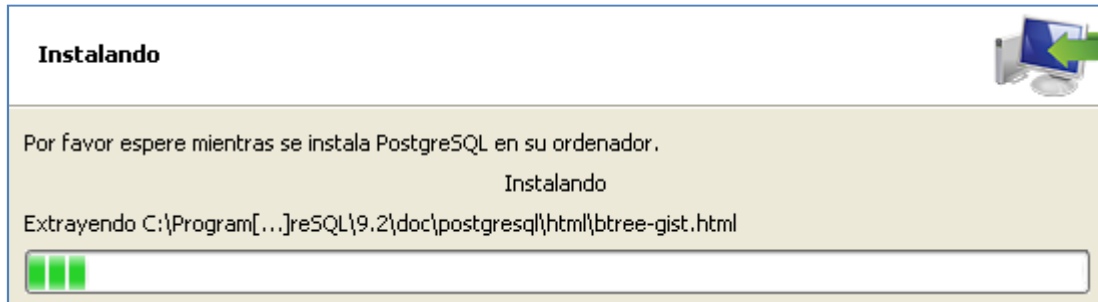 Instalando
Por favor espere mientras se instala PostgreSQL en su ordenador.
Instalando
Extrayendo C:\Program[...]reSQL\9.2\doc\postgresql\html\btree-gist.html